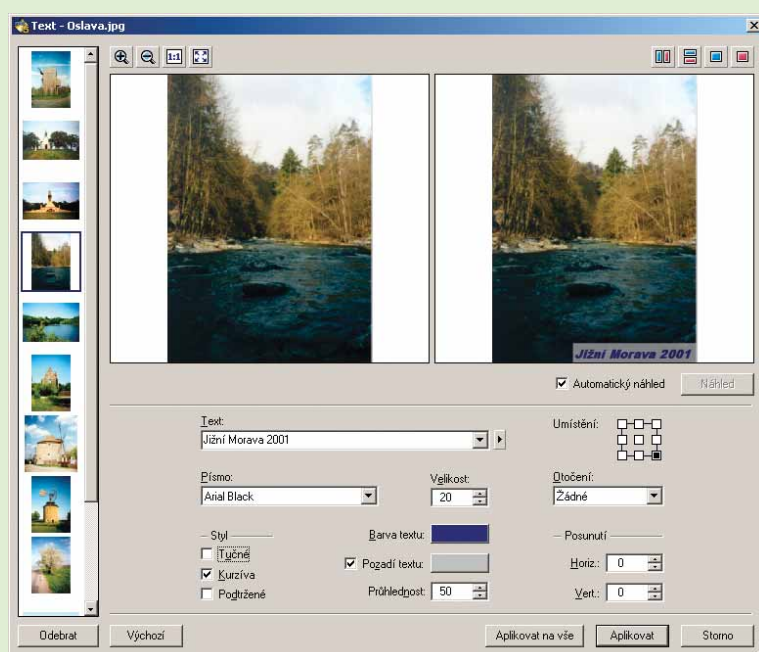 Text - Oslava.jpg
1:1
Jižní Morava 2001
Automatický náhled
Náhled
Text:
Jižní Morava 2001
Umístění:
Písmo:
Arial Black
Velikost:
20
Otočení:
Žádné
Styl
Tučné
Kurzíva
Podtržené
Barva textu:
Pozadí textu:
Průhlednost:
50
Posunutí
Horiz.:
0
Vert.:
0
Odebrat
Výchozí
Aplikovat na vše
Aplikovat
Storno